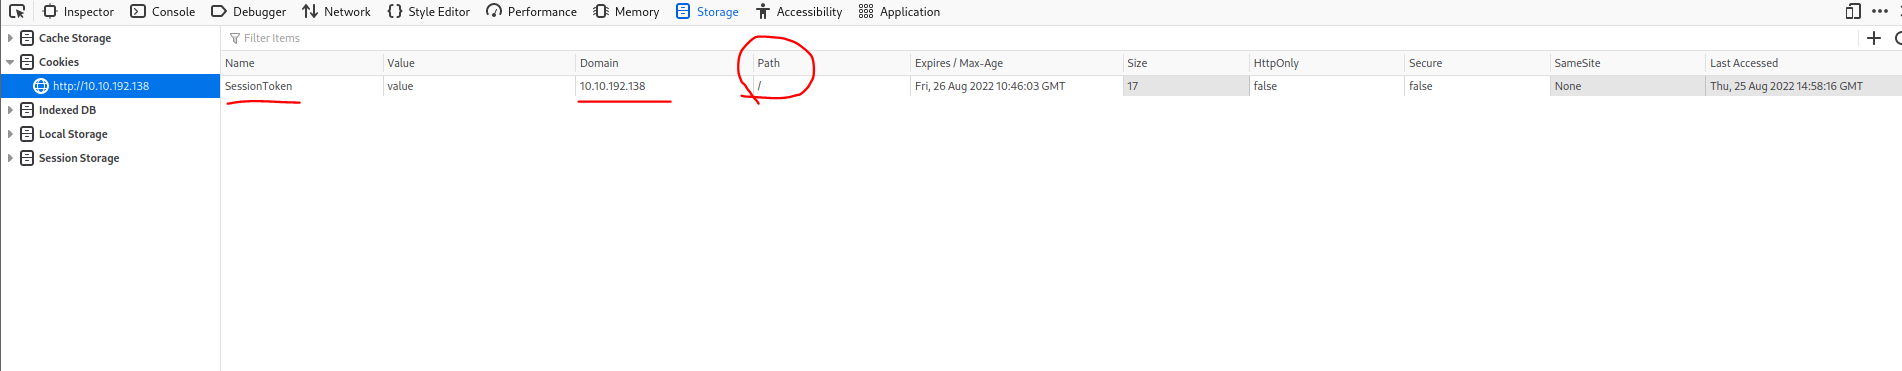 Inspector Console Debugger Network Style Editor Performance Memory Storage Accessibility Application
Cache Storage
Filter Items
Cookies
Name Value Domain Path Expires / Max-Age Size HttpOnly Secure SameSite Last Accessed
http://10.10.192.138
SessionToken value 10.10.192.138 / Fri, 26 Aug 2022 10:46:03 GMT 17 false false None Thu, 25 Aug 2022 14:58:16 GMT
Indexed DB
Local Storage
Session Storage